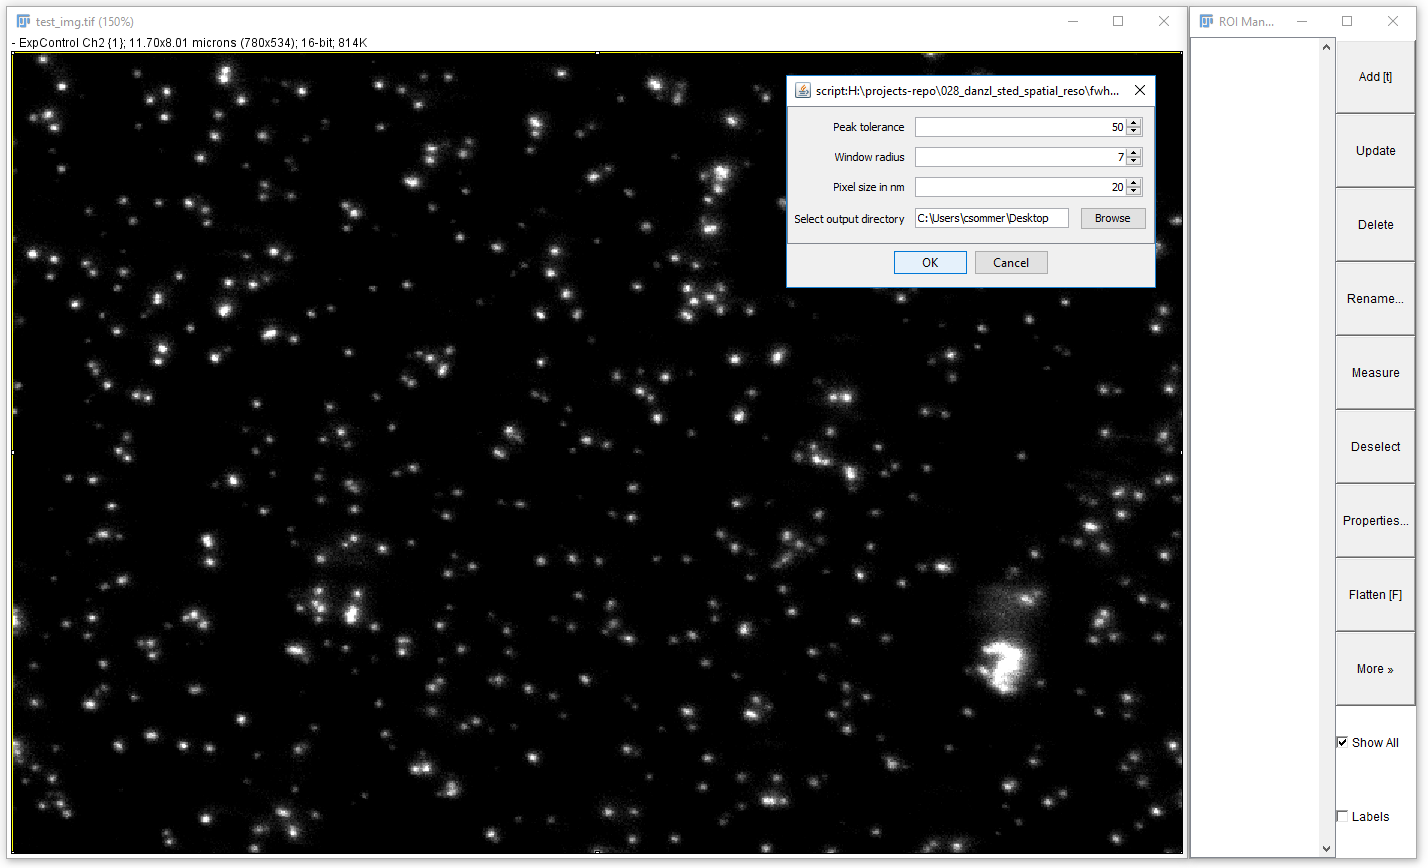 test_img.tif (150%)
- ExpControl Ch2 {1}; 11.70x8.01 microns (780x534); 16-bit; 814K
script:H:\projects-repo\028_danzl_sted_spatial_reso\fwh...
Peak tolerance 50
Window radius 7
Pixel size in nm 20
Select output directory C:\Users\csommer\Desktop Browse
OK Cancel
ROI Man...
Add [t]
Update
Delete
Rename...
Measure
Deselect
Properties...
Flatten [F]
More »
Show All
Labels